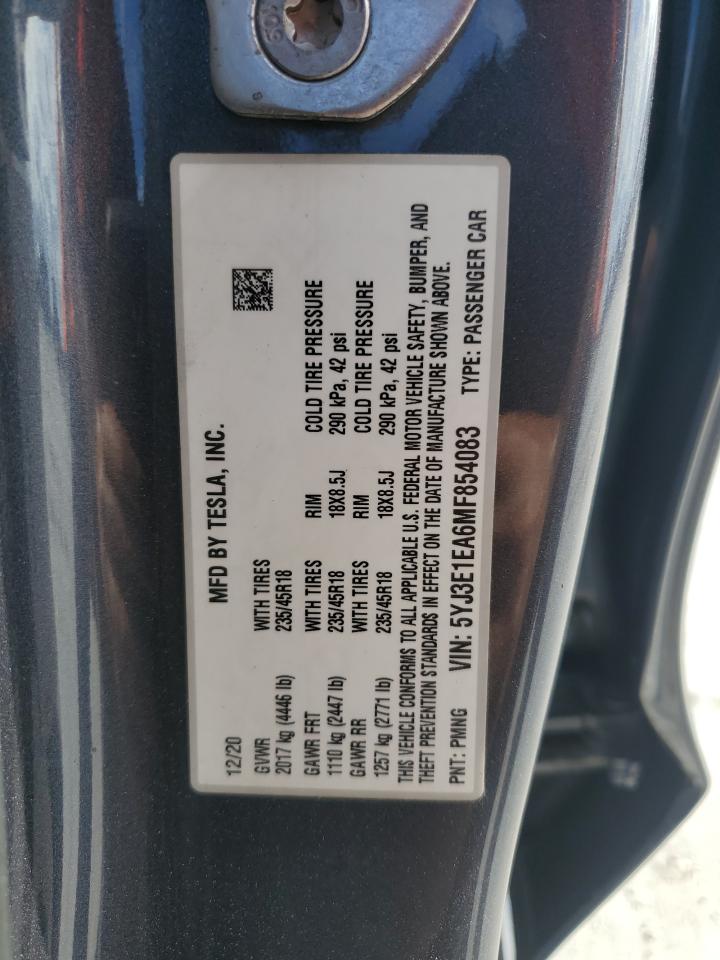 12/20 MFD BY TESLA, INC.
GVWR WITH TIRES
2017 kg (4446 lb) 235/45R18
GAWR FRT WITH TIRES RIM COLD TIRE PRESSURE
1110 kg (2447 lb) 235/45R18 18X8.5J 290 kPa, 42 psi
GAWR RR WITH TIRES RIM COLD TIRE PRESSURE
1257 kg (2771 lb) 235/45R18 18X8.5J 290 kPa, 42 psi
THIS VEHICLE CONFORMS TO ALL APPLICABLE U.S. FEDERAL MOTOR VEHICLE SAFETY, BUMPER, AND
THEFT PREVENTION STANDARDS IN EFFECT ON THE DATE OF MANUFACTURE SHOWN ABOVE.
PNT: PMNG VIN: 5YJ3E1EA6MF854083 TYPE: PASSENGER CAR